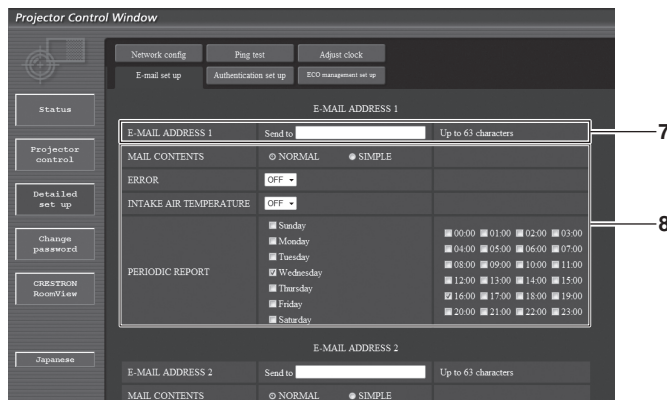 Projector Control Window
Network config Ping test Adjust clock
E-mail set up Authentication set up ECO management set up
Status
Projector control
Detailed set up
Change password
CRESTRON RoomView
Japanese
E-MAIL ADDRESS 1
E-MAIL ADDRESS 1 Send to Up to 63 characters 7
MAIL CONTENTS NORMAL SIMPLE
ERROR OFF
INTAKE AIR TEMPERATURE OFF
8
PERIODIC REPORT
Sunday
Monday
Tuesday
Wednesday
Thursday
Friday
Saturday
00:00 01:00 02:00 03:00
04:00 05:00 06:00 07:00
08:00 09:00 10:00 11:00
12:00 13:00 14:00 15:00
16:00 17:00 18:00 19:00
20:00 21:00 22:00 23:00
E-MAIL ADDRESS 2
E-MAIL ADDRESS 2 Send to Up to 63 characters
MAIL CONTENTS NORMAL SIMPLE